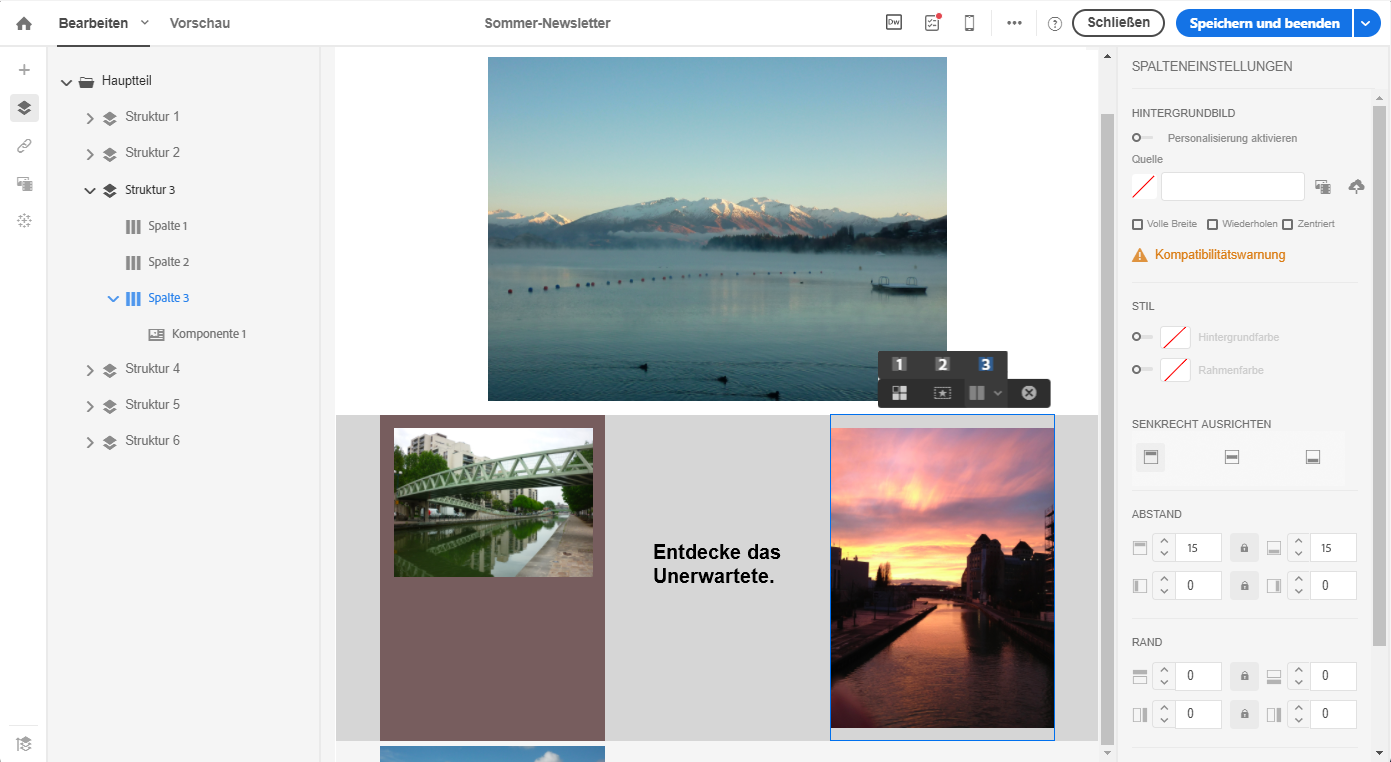 Bearbeiten
Vorschau
Sommer-Newsletter
Dw
?
Schließen
Speichern und beenden
Hauptteil
Struktur 1
Struktur 2
Struktur 3
Spalte 1
Spalte 2
Spalte 3
Komponente 1
Struktur 4
Struktur 5
Struktur 6
1 2 3
Entdecke das
Unerwartete.
SPALTENEINSTELLUNGEN
HINTERGRUNDBILD
Personalisierung aktivieren
Quelle
Volle Breite Wiederholen Zentriert
Kompatibilitätswarnung
STIL
Hintergrundfarbe
Rahmenfarbe
SENKRECHT AUSRICHTEN
ABSTAND
15 15
0 0
RAND
0 0
0 0